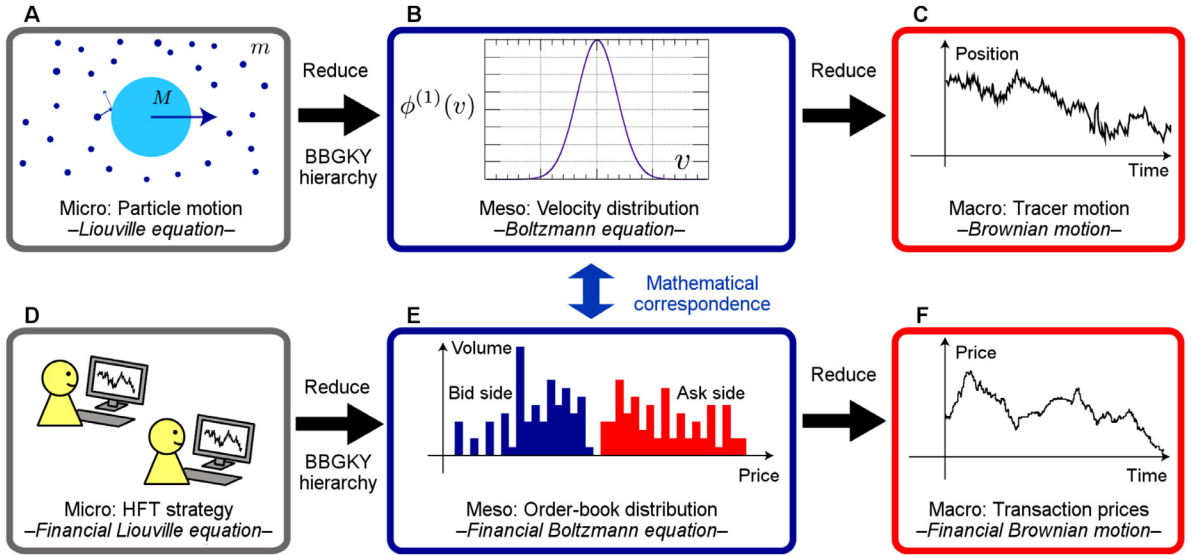 A
m
M
Micro: Particle motion
–Liouville equation–
Reduce
BBGKY
hierarchy
B
ϕ⁽¹⁾(v)
v
Meso: Velocity distribution
–Boltzmann equation–
Reduce
C
Position
Time
Macro: Tracer motion
–Brownian motion–
Mathematical
correspondence
D
Micro: HFT strategy
–Financial Liouville equation–
Reduce
BBGKY
hierarchy
E
Volume
Bid side
Ask side
Price
Meso: Order-book distribution
–Financial Boltzmann equation–
Reduce
F
Price
Time
Macro: Transaction prices
–Financial Brownian motion–